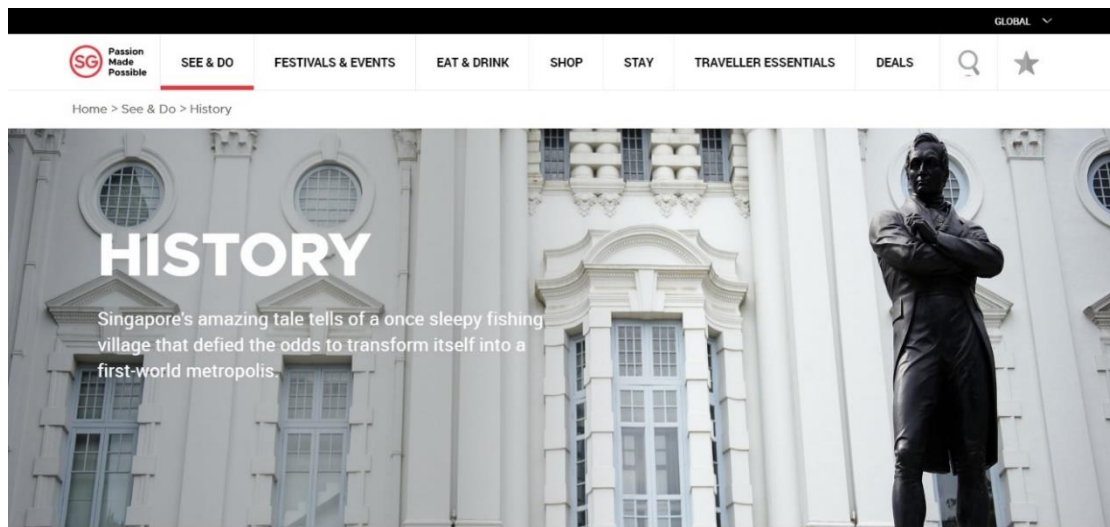 GLOBAL
SG Passion
Made
Possible
SEE & DO
FESTIVALS & EVENTS
EAT & DRINK
SHOP
STAY
TRAVELLER ESSENTIALS
DEALS
Home > See & Do > History
HISTORY
Singapore's amazing tale tells of a once sleepy fishing
village that defied the odds to transform itself into a
first-world metropolis.